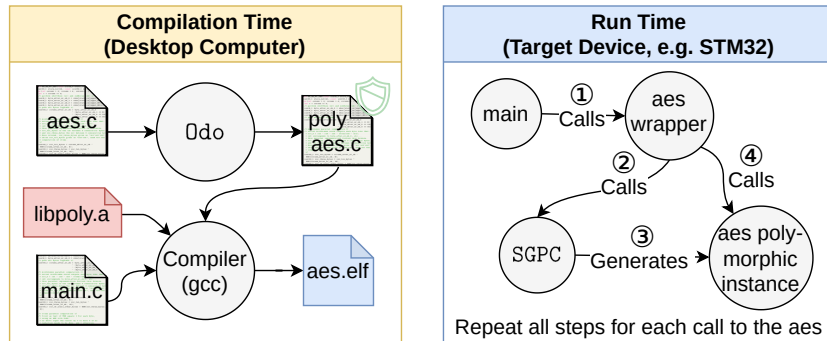 Compilation Time
(Desktop Computer)
aes.c
Odo
poly
aes.c
libpoly.a
main.c
Compiler
(gcc)
aes.elf
Run Time
(Target Device, e.g. STM32)
main
①
Calls
aes
wrapper
②
Calls
④
Calls
SGPC
③
Generates
aes poly-
morphic
instance
Repeat all steps for each call to the aes